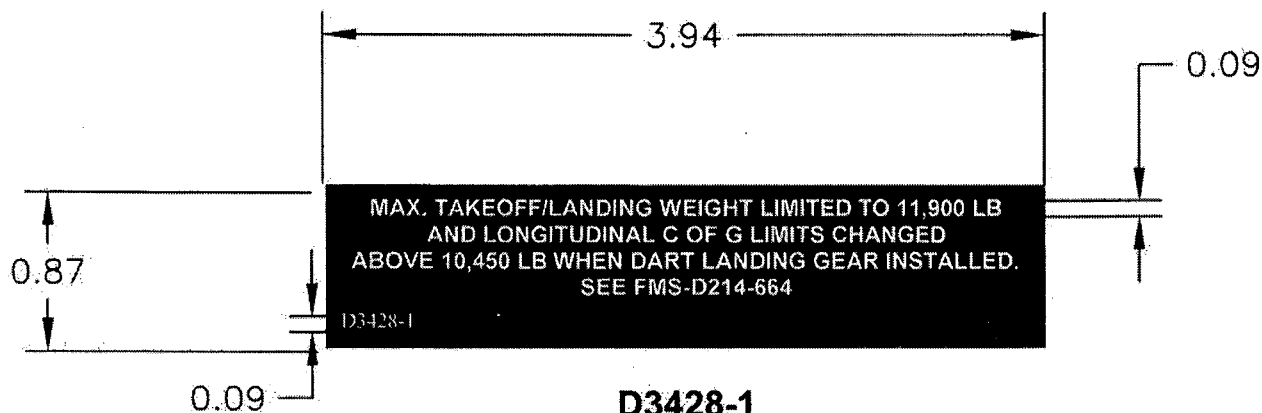 3.94
0.09
MAX. TAKEOFF/LANDING WEIGHT LIMITED TO 11,900 LB
AND LONGITUDINAL C OF G LIMITS CHANGED
ABOVE 10,450 LB WHEN DART LANDING GEAR INSTALLED.
SEE FMS-D214-664
0.87
D3428-1
0.09
D3428-1